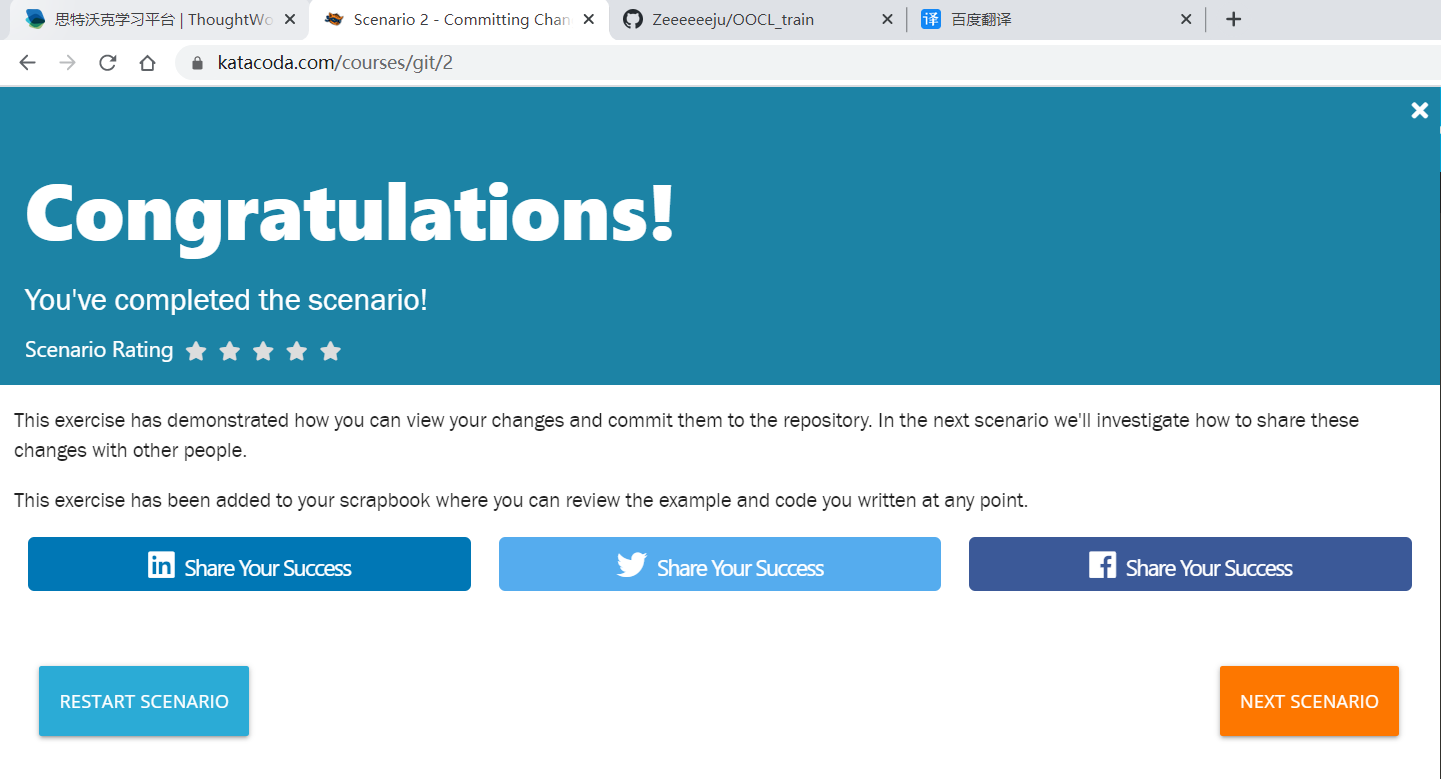 思特沃克学习平台 | ThoughtWo
Scenario 2 - Committing Chan
Zeeeeeeju/OOCL_train
译 百度翻译
katacoda.com/courses/git/2
Congratulations!
You've completed the scenario!
Scenario Rating
This exercise has demonstrated how you can view your changes and commit them to the repository. In the next scenario we'll investigate how to share these
changes with other people.
This exercise has been added to your scrapbook where you can review the example and code you written at any point.
in Share Your Success
Share Your Success
f Share Your Success
RESTART SCENARIO
NEXT SCENARIO